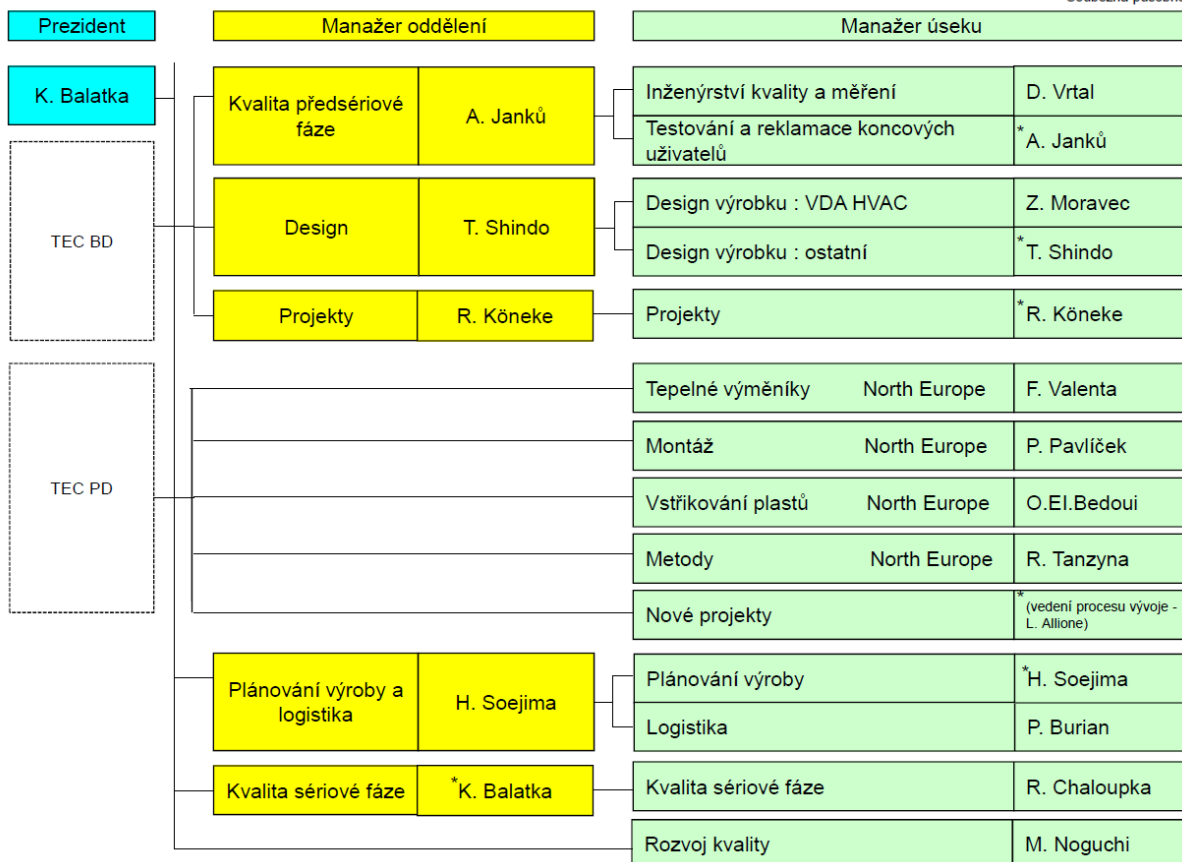 Prezident
Manažer oddělení
Manažer úseku
K. Balatka
Kvalita předsériové
fáze
A. Janků
Inženýrství kvality a měření
D. Vrtal
Testování a reklamace koncových
uživatelů
*A. Janků
TEC BD
Design
T. Shindo
Design výrobku : VDA HVAC
Z. Moravec
Design výrobku : ostatní
*T. Shindo
Projekty
R. Köneke
Projekty
*R. Köneke
TEC PD
Tepelné výměníky North Europe
F. Valenta
Montáž North Europe
P. Pavlíček
Vstřikování plastů North Europe
O.El.Bedoui
Metody North Europe
R. Tanzyna
Nové projekty
*(vedení procesu vývoje -
L. Allione)
Plánování výroby a
logistika
H. Soejima
Plánování výroby
*H. Soejima
Logistika
P. Burian
Kvalita sériové fáze
*K. Balatka
Kvalita sériové fáze
R. Chaloupka
Rozvoj kvality
M. Noguchi